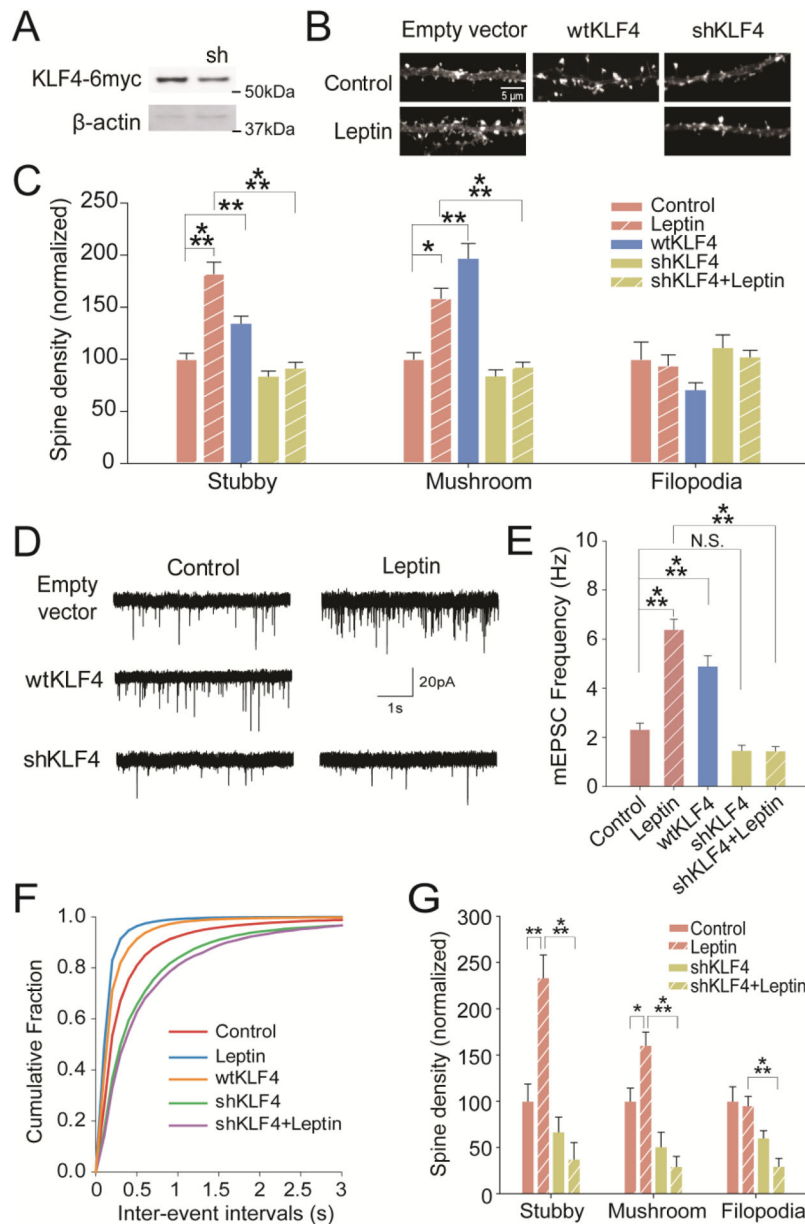 A
sh
KLF4-6myc
50kDa
β-actin
37kDa
B
Empty vector
wtKLF4
shKLF4
Control
5 μm
Leptin
C
Spine density (normalized)
250
200
150
100
50
0
*
**
**
*
**
*
**
*
**
Control
Leptin
wtKLF4
shKLF4
shKLF4+Leptin
Stubby
Mushroom
Filopodia
D
Control
Leptin
Empty
vector
wtKLF4
20pA
1s
shKLF4
E
mEPSC Frequency (Hz)
10
8
6
4
2
0
*
**
N.S.
*
**
*
**
Control
Leptin
wtKLF4
shKLF4
shKLF4+Leptin
F
Cumulative Fraction
1.0
0.8
0.6
0.4
0.2
0.0
Control
Leptin
wtKLF4
shKLF4
shKLF4+Leptin
0 0.5 1 1.5 2 2.5 3
Inter-event intervals (s)
G
Spine density (normalized)
300
250
200
150
100
50
0
**
*
**
*
*
**
*
**
Control
Leptin
shKLF4
shKLF4+Leptin
Stubby
Mushroom
Filopodia